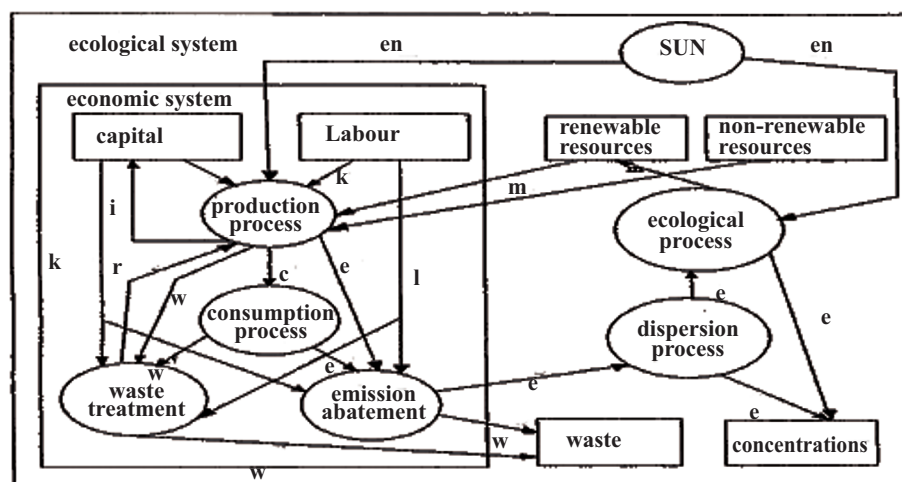 ecological system
en
SUN
en
economic system
capital
Labour
renewable
resources
non-renewable
resources
k
m
m
production
process
ecological
process
i
k
r
w
c
e
l
consumption
process
e
dispersion
process
e
w
e
e
waste
treatment
emission
abatement
e
w
waste
concentrations
w